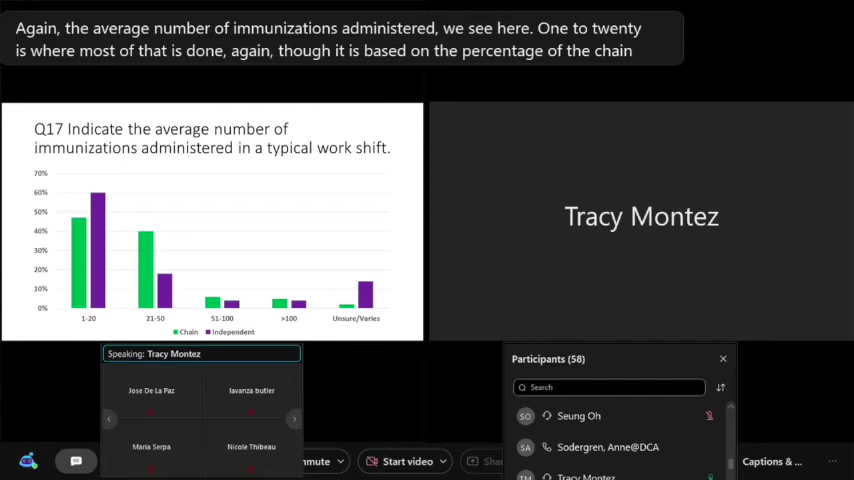 Again, the average number of immunizations administered, we see here. One to twenty
is where most of that is done, again, though it is based on the percentage of the chain
Q17 Indicate the average number of
immunizations administered in a typical work shift.
70%
60%
50%
40%
30%
20%
10%
0%
1-20
21-50
51-100
>100
Unsure/Varies
Chain
Independent
Tracy Montez
Speaking: Tracy Montez
Jose De La Paz
lavanza butler
Maria Serpa
Nicole Thibeau
Participants (58)
Search
SO
Seung Oh
SA
Sodergren, Anne@DCA
TM
Tracy Montez
CC
mute
Start video
Shar
Captions & ...